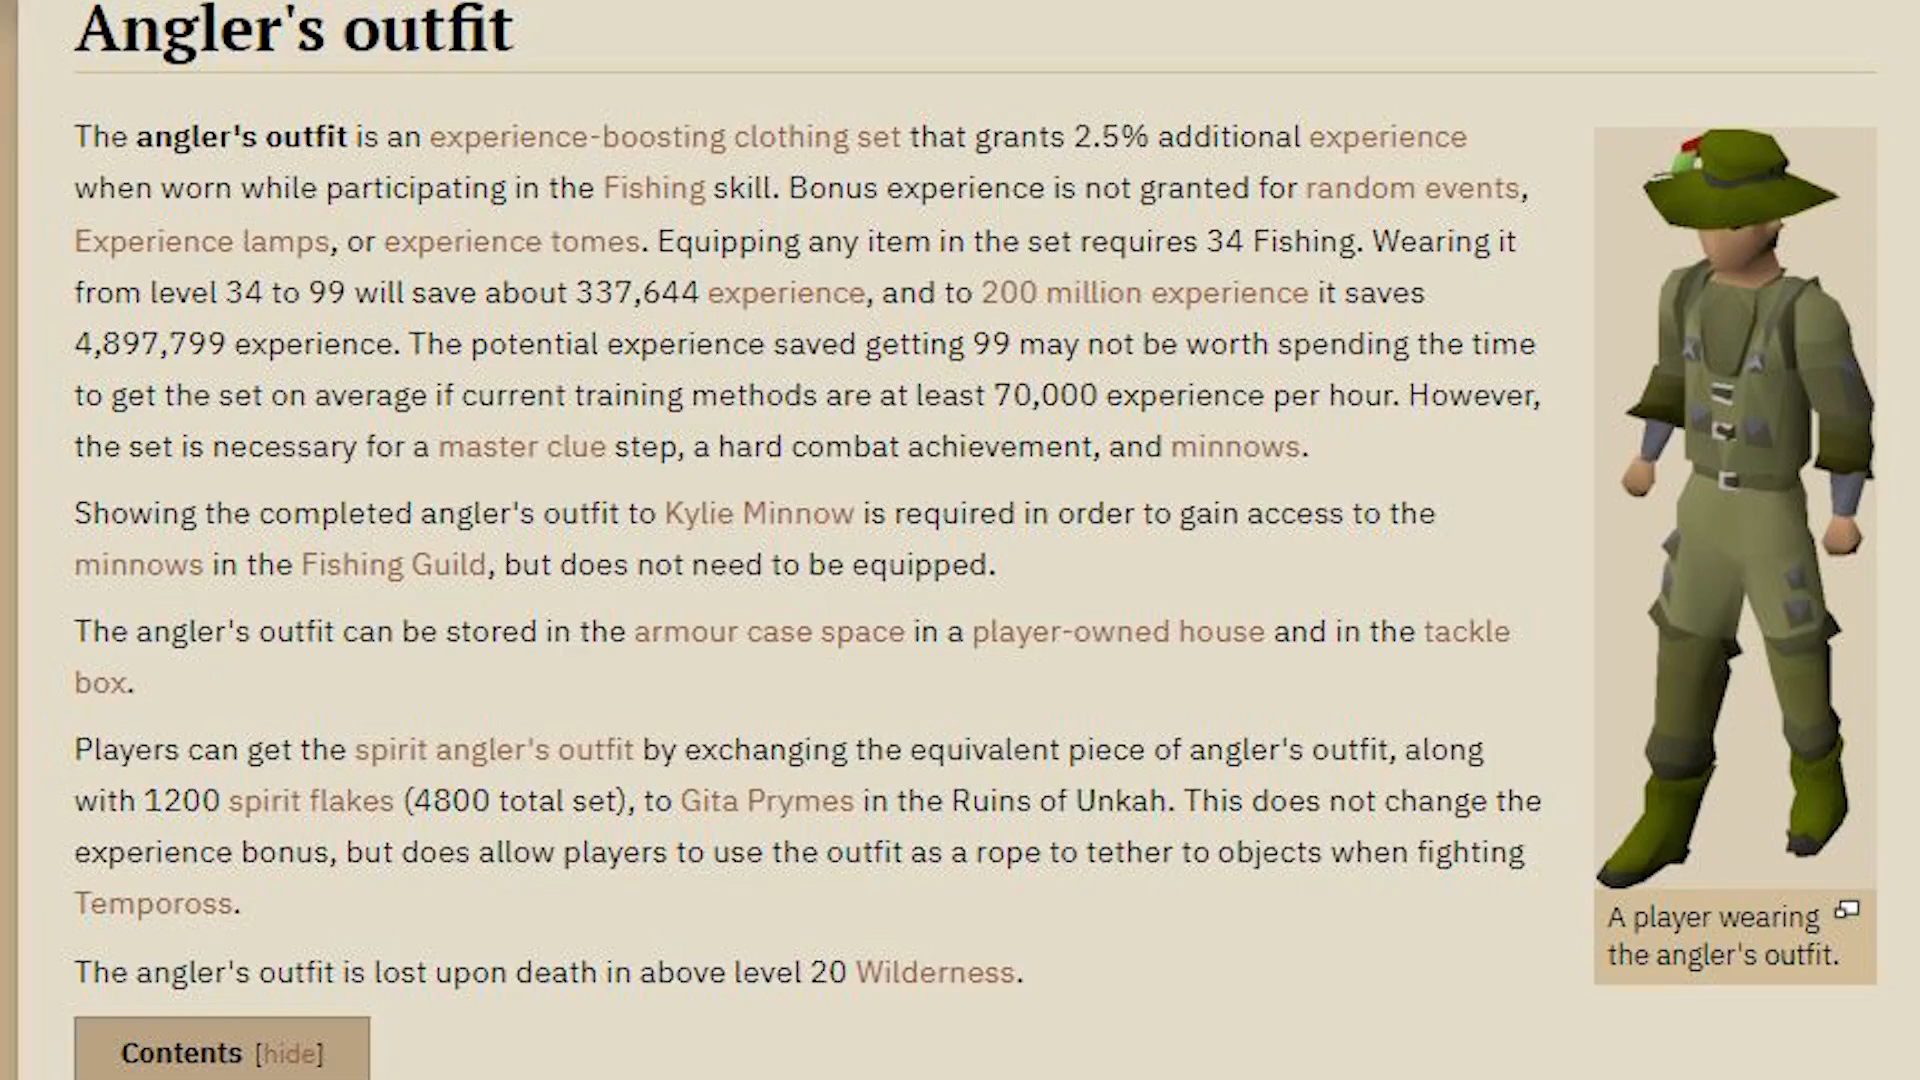 Angler's outfit
The angler's outfit is an experience-boosting clothing set that grants 2.5% additional experience
when worn while participating in the Fishing skill. Bonus experience is not granted for random events,
Experience lamps, or experience tomes. Equipping any item in the set requires 34 Fishing. Wearing it
from level 34 to 99 will save about 337,644 experience, and to 200 million experience it saves
4,897,799 experience. The potential experience saved getting 99 may not be worth spending the time
to get the set on average if current training methods are at least 70,000 experience per hour. However,
the set is necessary for a master clue step, a hard combat achievement, and minnows.
Showing the completed angler's outfit to Kylie Minnow is required in order to gain access to the
minnows in the Fishing Guild, but does not need to be equipped.
The angler's outfit can be stored in the armour case space in a player-owned house and in the tackle
box.
Players can get the spirit angler's outfit by exchanging the equivalent piece of angler's outfit, along
with 1200 spirit flakes (4800 total set), to Gita Prymes in the Ruins of Unkah. This does not change the
experience bonus, but does allow players to use the outfit as a rope to tether to objects when fighting
Tempoross.
The angler's outfit is lost upon death in above level 20 Wilderness.
Contents [hide]
A player wearing
the angler's outfit.